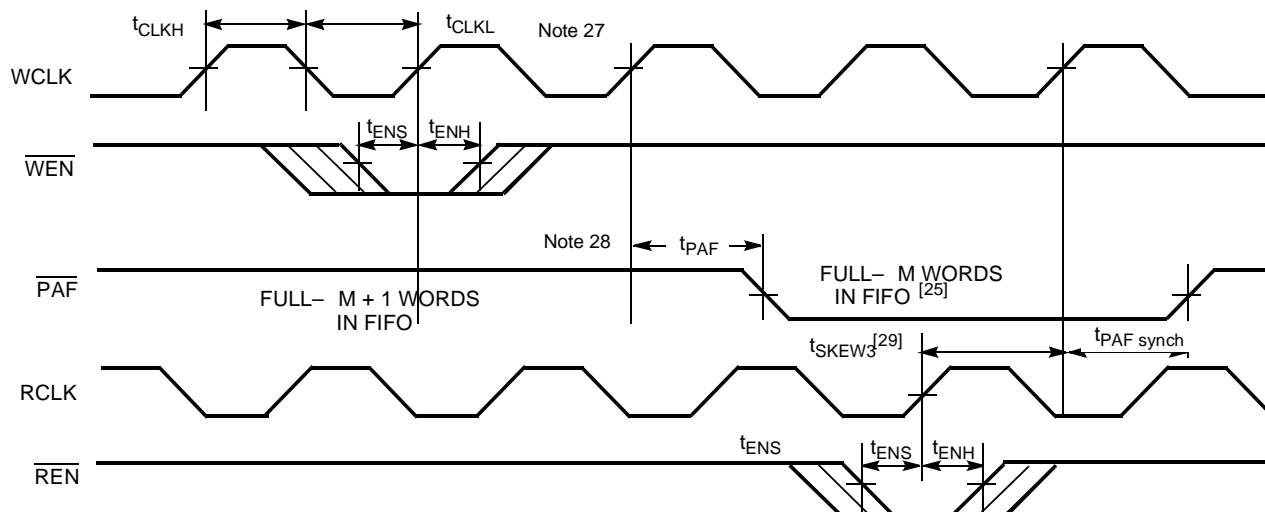 tCLKH
tCLKL
Note 27
WCLK
tENS
tENH
WEN
Note 28
tPAF
PAF
FULL– M + 1 WORDS
IN FIFO
FULL– M WORDS
IN FIFO [25]
tSKEW3[29]
tPAF synch
RCLK
tENS
tENS
tENH
REN